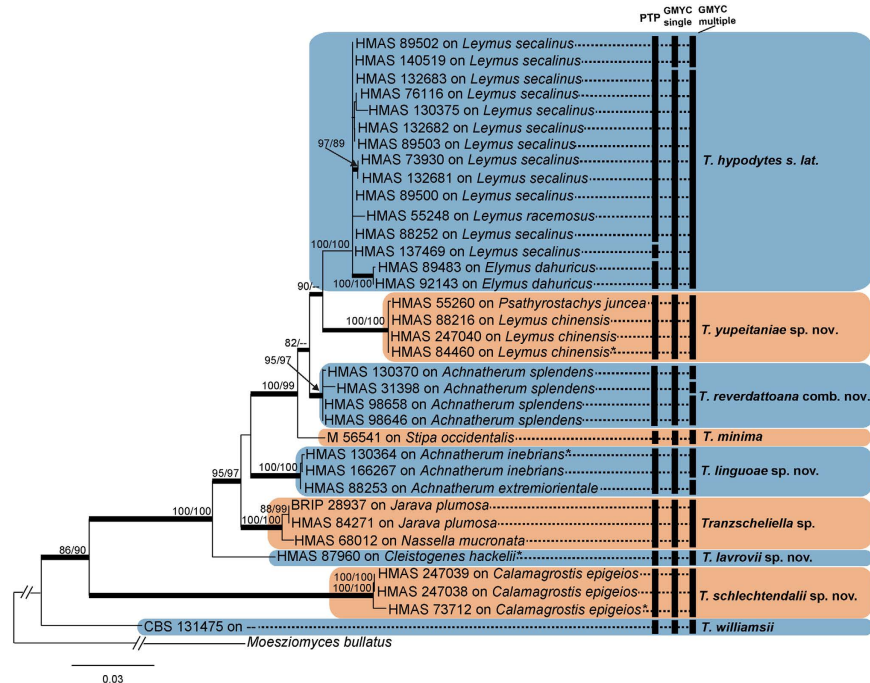 PTP GMYC single GMYC multiple
HMAS 89502 on Leymus secalinus
HMAS 140519 on Leymus secalinus
HMAS 132683 on Leymus secalinus
HMAS 76116 on Leymus secalinus
HMAS 130375 on Leymus secalinus
HMAS 132682 on Leymus secalinus
HMAS 89503 on Leymus secalinus
97/89
HMAS 73930 on Leymus secalinus
T. hypodytes s. lat.
HMAS 132681 on Leymus secalinus
HMAS 89500 on Leymus secalinus
HMAS 55248 on Leymus racemosus
HMAS 88252 on Leymus secalinus
100/100
HMAS 137469 on Leymus secalinus
HMAS 89483 on Elymus dahuricus
100/100
HMAS 92143 on Elymus dahuricus
90/--
HMAS 55260 on Psathyrostachys juncea
100/100
HMAS 88216 on Leymus chinensis
T. yupeitaniae sp. nov.
HMAS 247040 on Leymus chinensis
82/--
HMAS 84460 on Leymus chinensis*
95/97
HMAS 130370 on Achnatherum splendens
100/99
HMAS 31398 on Achnatherum splendens
T. reverdattoana comb. nov.
HMAS 98658 on Achnatherum splendens
HMAS 98646 on Achnatherum splendens
M 56541 on Stipa occidentalis
T. minima
HMAS 130364 on Achnatherum inebrians*
95/97
100/100
HMAS 166267 on Achnatherum inebrians
T. linguoae sp. nov.
HMAS 88253 on Achnatherum extremiorientale
88/99
BRIP 28937 on Jarava plumosa
100/100
100/100
HMAS 84271 on Jarava plumosa
Tranzscheliella sp.
HMAS 68012 on Nassella mucronata
86/90
HMAS 87960 on Cleistogenes hackelii*
T. lavrovii sp. nov.
100/100
HMAS 247039 on Calamagrostis epigeios
100/100
HMAS 247038 on Calamagrostis epigeios
T. schlechtendalii sp. nov.
HMAS 73712 on Calamagrostis epigeios*
CBS 131475 on --
T. williamsii
Moesziomyces bullatus
0.03